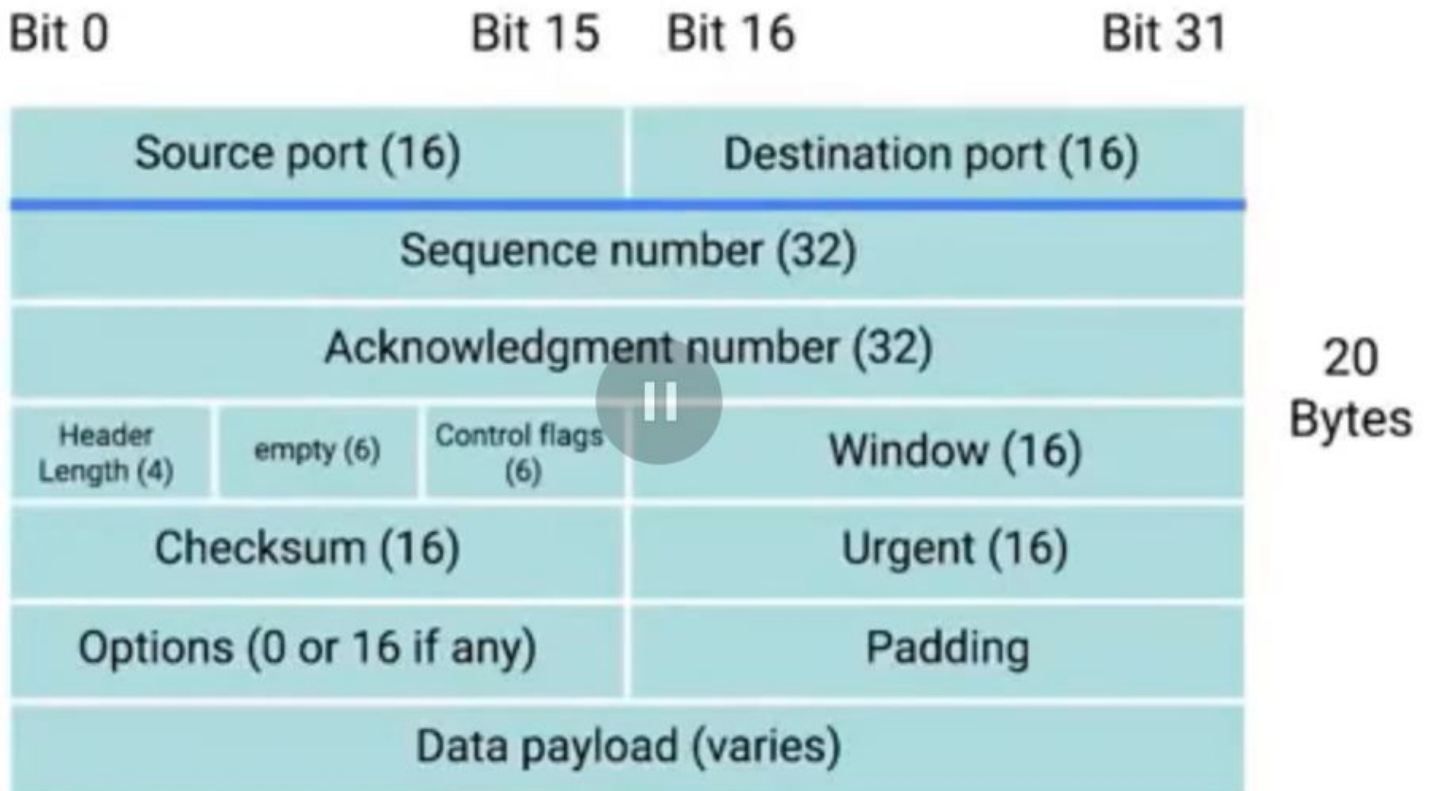 Bit 0 Bit 15 Bit 16 Bit 31
Source port (16) Destination port (16)
Sequence number (32)
Acknowledgment number (32)
20
Bytes
Header
Length (4)
empty (6)
Control flags
(6)
Window (16)
Checksum (16) Urgent (16)
Options (0 or 16 if any) Padding
Data payload (varies)